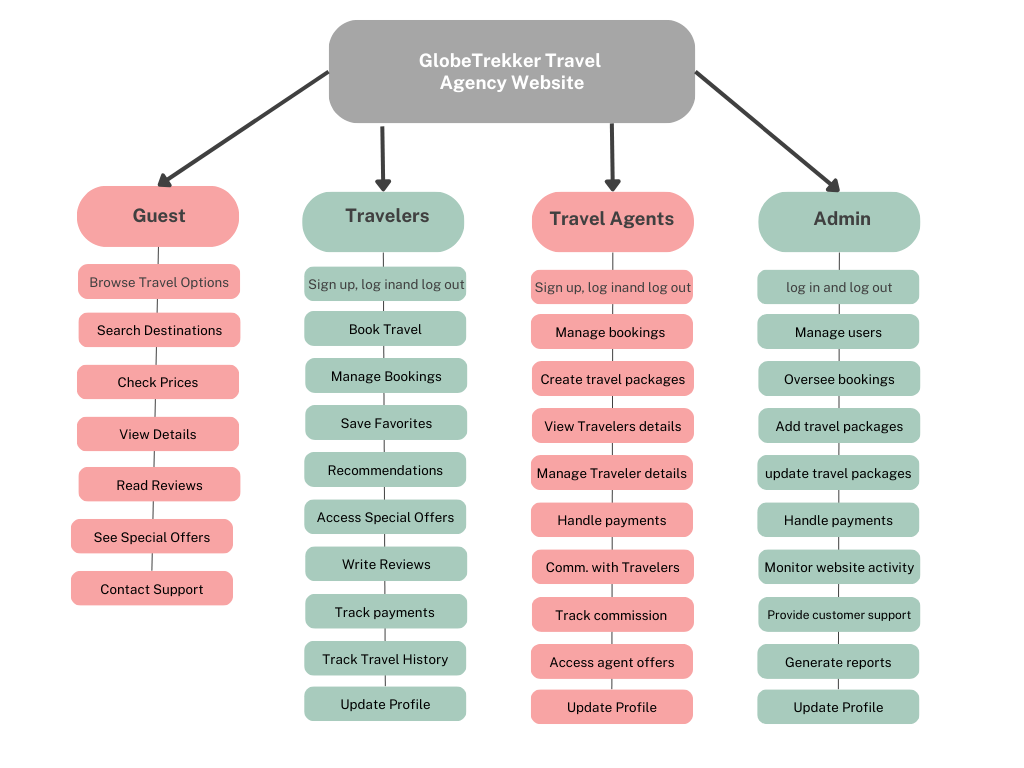 GlobeTrekker Travel
Agency Website
Guest
Browse Travel Options
Search Destinations
Check Prices
View Details
Read Reviews
See Special Offers
Contact Support
Travelers
Sign up, log inand log out
Book Travel
Manage Bookings
Save Favorites
Recommendations
Access Special Offers
Write Reviews
Track payments
Track Travel History
Update Profile
Travel Agents
Sign up, log inand log out
Manage bookings
Create travel packages
View Travelers details
Manage Traveler details
Handle payments
Comm. with Travelers
Track commission
Access agent offers
Update Profile
Admin
log in and log out
Manage users
Oversee bookings
Add travel packages
update travel packages
Handle payments
Monitor website activity
Provide customer support
Generate reports
Update Profile